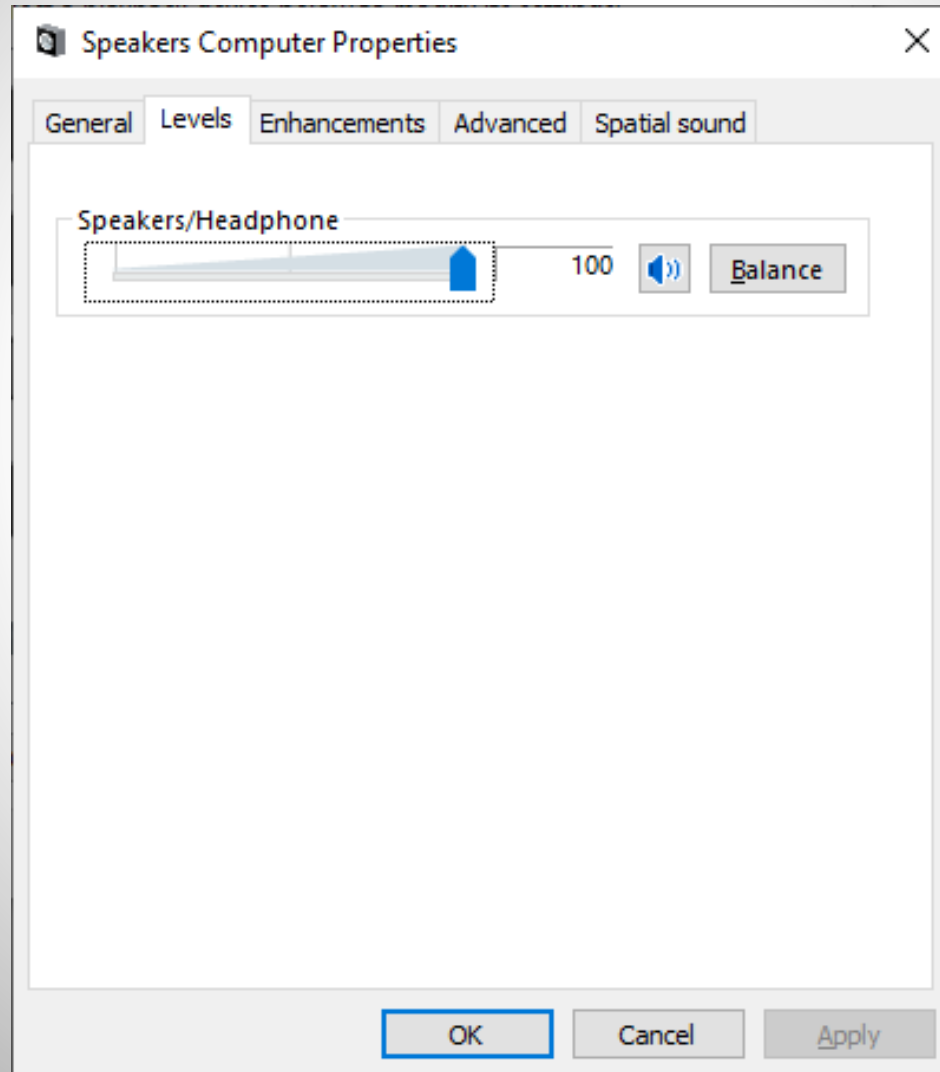 Speakers Computer Properties
General Levels Enhancements Advanced Spatial sound
Speakers/Headphone
100 Balance
OK Cancel Apply